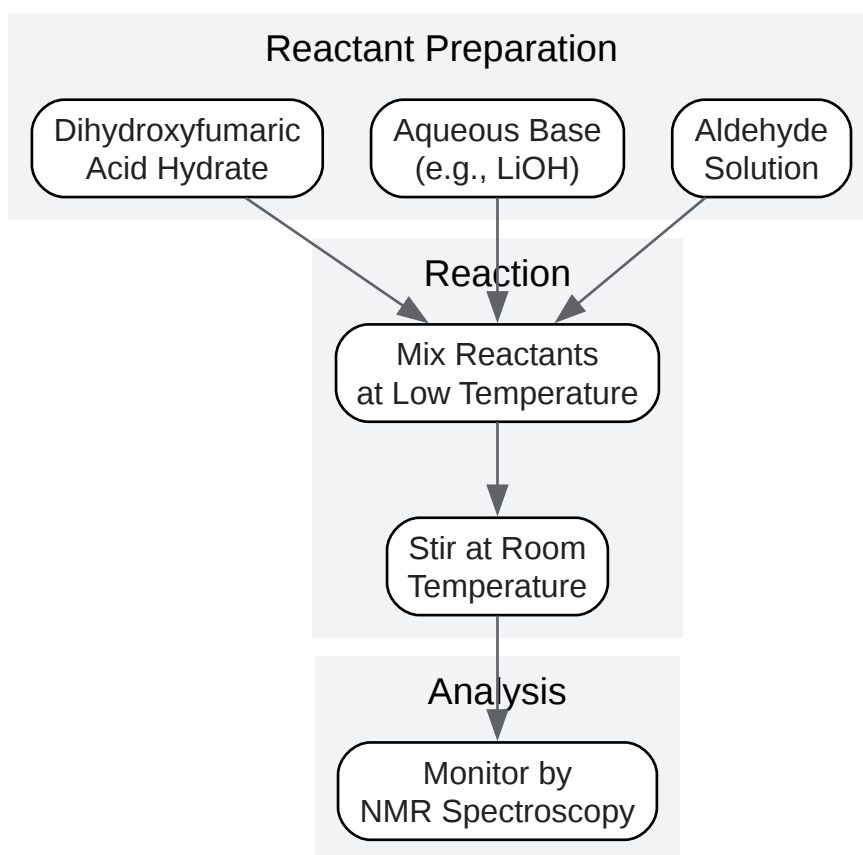 Reactant Preparation
Dihydroxyfumaric
Acid Hydrate
Aqueous Base
(e.g., LiOH)
Aldehyde
Solution
Reaction
Mix Reactants
at Low Temperature
Stir at Room
Temperature
Analysis
Monitor by
NMR Spectroscopy